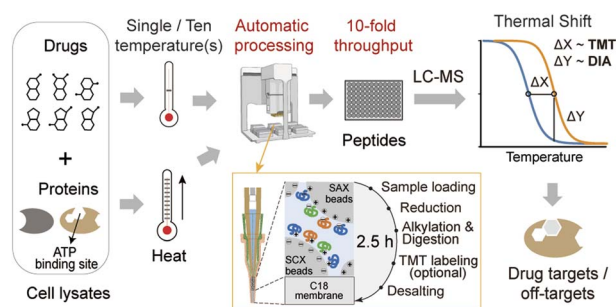 Drugs
+
Proteins
ATP
binding site
Cell lysates
Single / Ten
temperature(s)
Heat
Automatic
processing
10-fold
throughput
Peptides
LC-MS
Thermal Shift
ΔX ~ TMT
ΔY ~ DIA
ΔX
ΔY
Temperature
Drug targets /
off-targets
SAX
beads
SCX
beads
C18
membrane
2.5 h
Sample loading
Reduction
Alkylation &
Digestion
TMT labeling
(optional)
Desalting